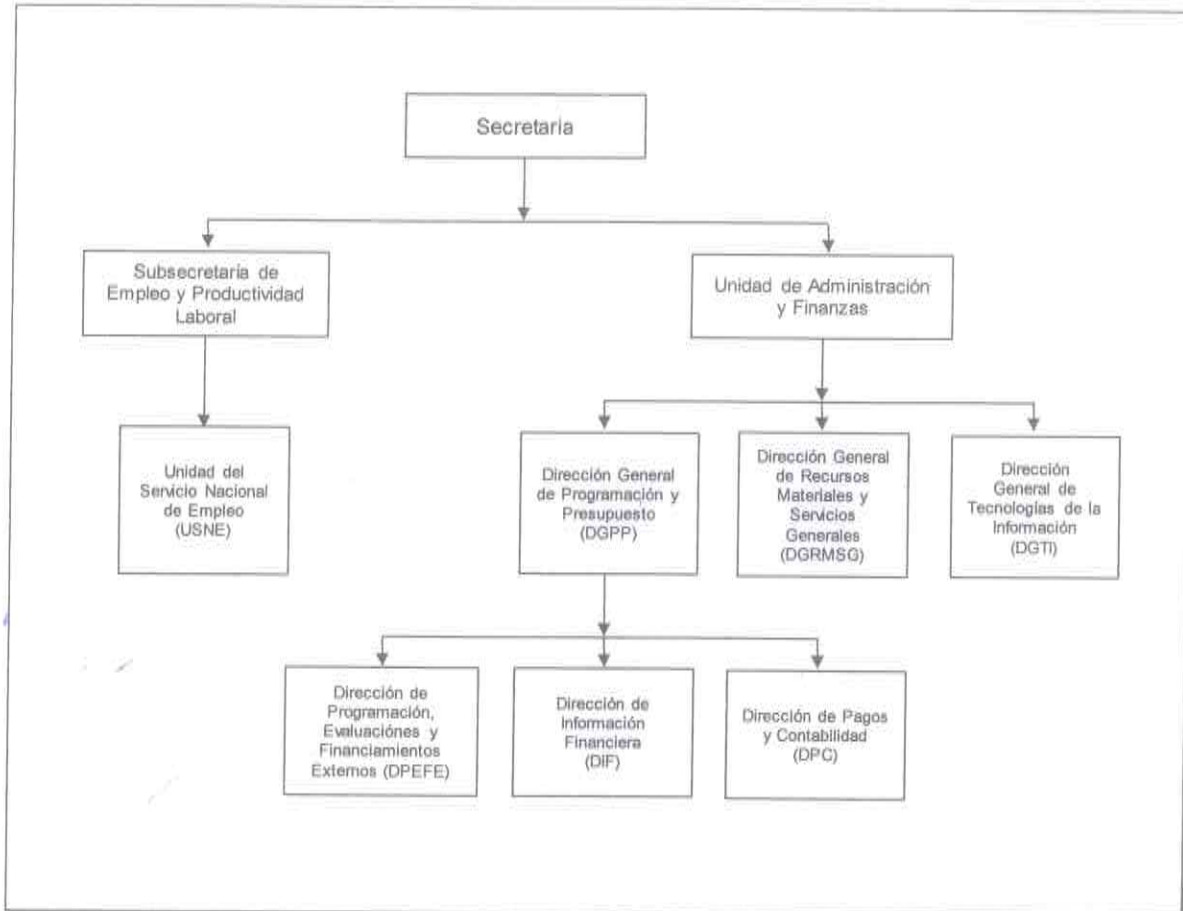 Secretaria
Subsecretaria de
Empleo y Productividad
Laboral
Unidad de Administración
y Finanzas
Unidad del
Servicio Nacional
de Empleo
(USNE)
Dirección General
de Programación y
Presupuesto
(DGPP)
Dirección General
de Recursos
Materiales y
Servicios
Generales
(DGRMSG)
Dirección
General de
Tecnologías de la
Información
(DGTI)
Dirección de
Programación,
Evaluaciónes y
Financiamientos
Externos (DPEFE)
Dirección de
Información
Financiera
(DIF)
Dirección de Pagos
y Contabilidad
(DPC)